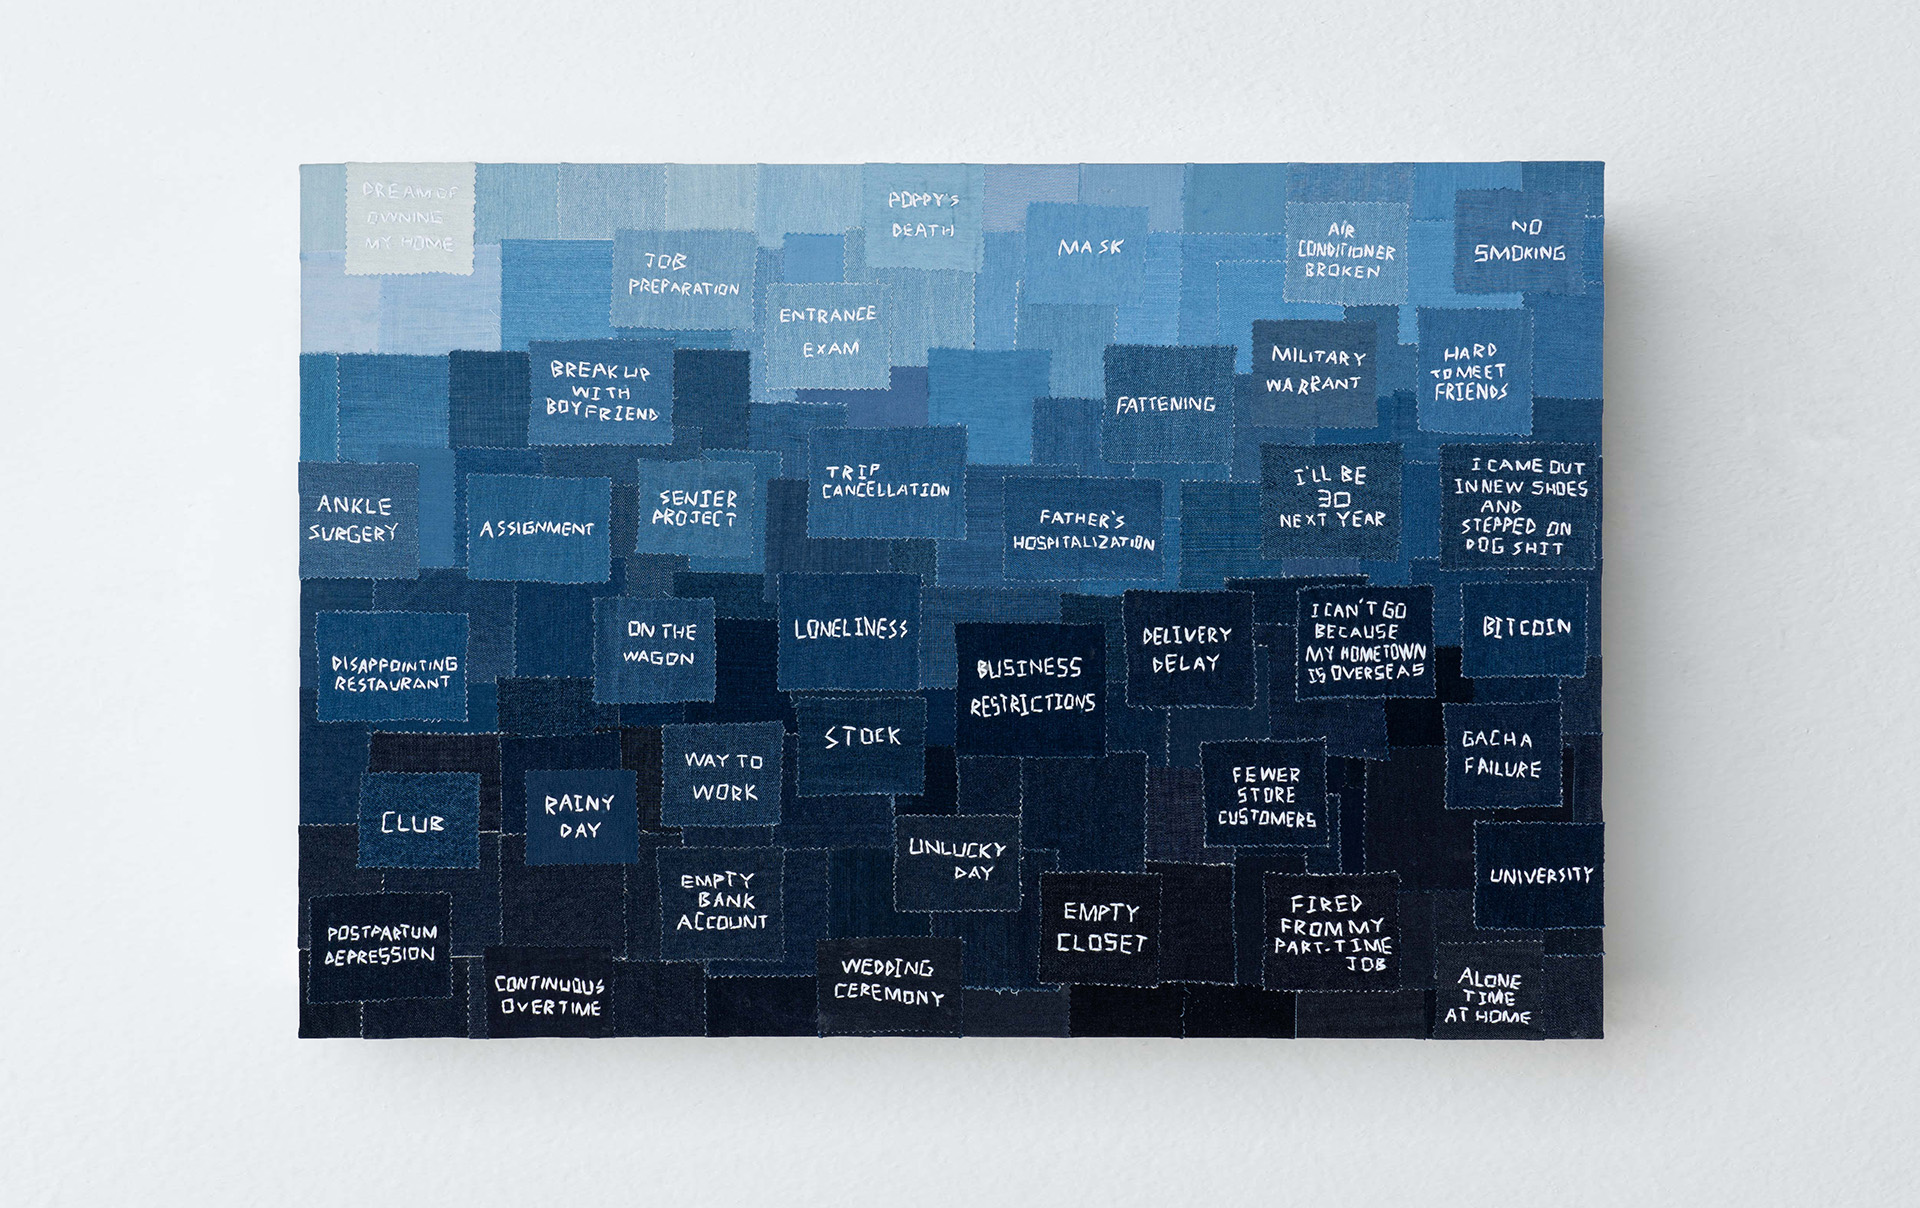 DREAM OF
OWNING
MY HOME
POPPY'S
DEATH
JOB
PREPARATION
MASK
AIR
CONDITIONER
BROKEN
NO
SMOKING
ENTRANCE
EXAM
BREAK UP
WITH
BOYFRIEND
FATTENING
MILITARY
WARRANT
HARD
TO MEET
FRIENDS
ANKLE
SURGERY
ASSIGNMENT
SENIER
PROJECT
TRIP
CANCELLATION
FATHER'S
HOSPITALIZATION
I'LL BE
30
NEXT YEAR
I CAME OUT
IN NEW SHOES
AND
STEPPED ON
DOG SHIT
DISAPPOINTING
RESTAURANT
ON THE
WAGON
LONELINESS
BUSINESS
RESTRICTIONS
DELIVERY
DELAY
I CAN'T GO
BECAUSE
MY HOMETOWN
IS OVERSEAS
BITCOIN
CLUB
RAINY
DAY
WAY TO
WORK
STOCK
FEWER
STORE
CUSTOMERS
GACHA
FAILURE
UNLUCKY
DAY
UNIVERSITY
POSTPARTUM
DEPRESSION
EMPTY
BANK
ACCOUNT
EMPTY
CLOSET
FIRED
FROM MY
PART-TIME
JOB
CONTINUOUS
OVERTIME
WEDDING
CEREMONY
ALONE
TIME
AT HOME